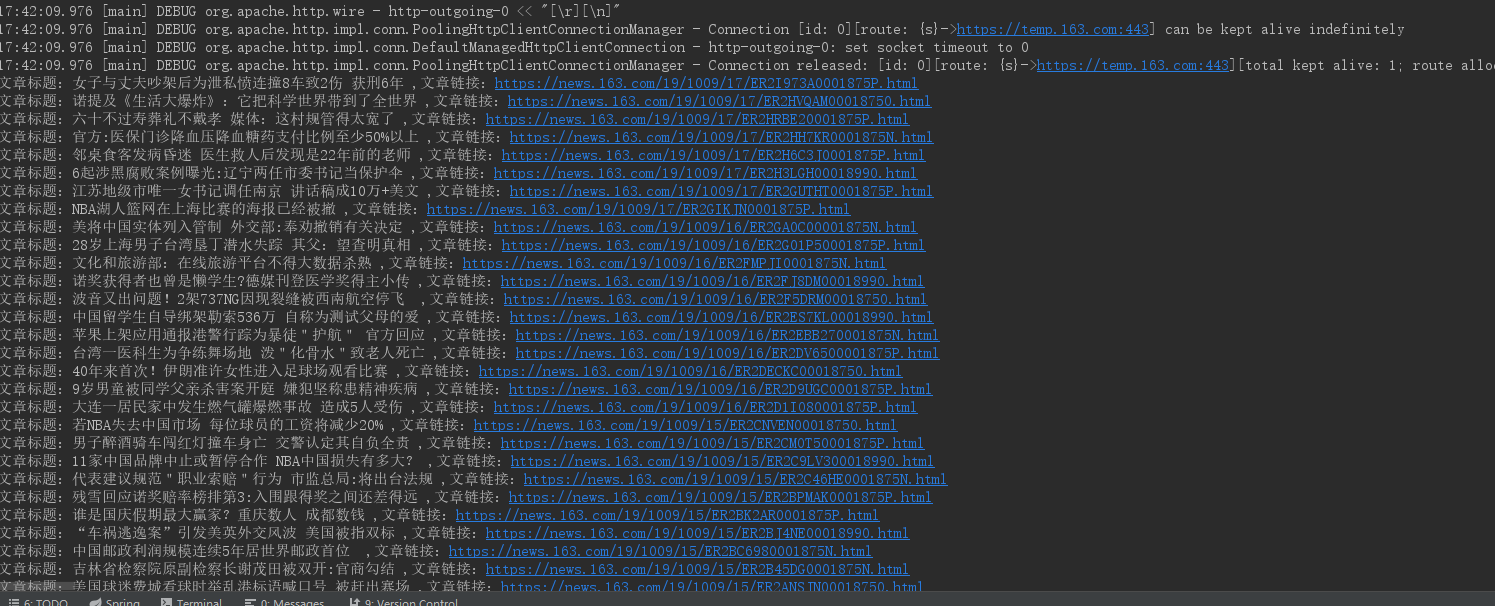 17:42:09.976 [main] DEBUG org.apache.http.wire - http-outgoing-0 << "[\r][\n]"
17:42:09.976 [main] DEBUG org.apache.http.impl.conn.PoolingHttpClientConnectionManager - Connection [id: 0][route: {s}->https://temp.163.com:443] can be kept alive indefinitely
17:42:09.976 [main] DEBUG org.apache.http.impl.conn.DefaultManagedHttpClientConnection - http-outgoing-0: set socket timeout to 0
17:42:09.976 [main] DEBUG org.apache.http.impl.conn.PoolingHttpClientConnectionManager - Connection released: [id: 0][route: {s}->https://temp.163.com:443][total kept alive: 1; route alloc
文章标题: 女子与丈夫吵架后为泄私愤连撞8车致2伤 获刑6年 ,文章链接: https://news.163.com/19/1009/17/ER2I973A0001875P.html
文章标题: 诺提及《生活大爆炸》: 它把科学世界带到了全世界 ,文章链接: https://news.163.com/19/1009/17/ER2HVQAM00018750.html
文章标题: 六十不过寿葬礼不戴孝 媒体: 这村规管得太宽了 ,文章链接: https://news.163.com/19/1009/17/ER2HRBE20001875P.html
文章标题: 官方:医保门诊降血压降血糖药支付比例至少50%以上 ,文章链接: https://news.163.com/19/1009/17/ER2HH7KR0001875N.html
文章标题: 邻桌食客发病昏迷 医生救人后发现是22年前的老师 ,文章链接: https://news.163.com/19/1009/17/ER2H6C3J0001875P.html
文章标题: 6起涉黑腐败案例曝光:辽宁两任市委书记当保护伞 ,文章链接: https://news.163.com/19/1009/17/ER2H3LGH00018990.html
文章标题: 江苏地级市唯一女书记调任南京 讲话稿成10万+美文 ,文章链接: https://news.163.com/19/1009/17/ER2GUTHT0001875P.html
文章标题: NBA湖人篮网在上海比赛的海报已经被撤 ,文章链接: https://news.163.com/19/1009/17/ER2GIKJN0001875P.html
文章标题: 美将中国实体列入管制 外交部:奉劝撤销有关决定 ,文章链接: https://news.163.com/19/1009/16/ER2GA0C00001875N.html
文章标题: 28岁上海男子台湾垦丁潜水失踪 其父: 望查明真相 ,文章链接: https://news.163.com/19/1009/16/ER2G01P50001875P.html
文章标题: 文化和旅游部: 在线旅游平台不得大数据杀熟 ,文章链接: https://news.163.com/19/1009/16/ER2FMPJI0001875N.html
文章标题: 诺奖获得者也曾是懒学生?德媒刊登医学奖得主小传 ,文章链接: https://news.163.com/19/1009/16/ER2FJ8DM00018990.html
文章标题: 波音又出问题! 2架737NG因现裂缝被西南航空停飞  ,文章链接: https://news.163.com/19/1009/16/ER2F5DRM00018750.html
文章标题: 中国留学生自导绑架勒索536万 自称为测试父母的爱 ,文章链接: https://news.163.com/19/1009/16/ER2ES7KL00018990.html
文章标题: 苹果上架应用通报港警行踪为暴徒＂护航＂ 官方回应 ,文章链接: https://news.163.com/19/1009/16/ER2EBB270001875N.html
文章标题: 台湾一医科生为争练舞场地 泼＂化骨水＂致老人死亡 ,文章链接: https://news.163.com/19/1009/16/ER2DV6500001875P.html
文章标题: 40年来首次! 伊朗准许女性进入足球场观看比赛 ,文章链接: https://news.163.com/19/1009/16/ER2DECKC00018750.html
文章标题: 9岁男童被同学父亲杀害案开庭 嫌犯坚称患精神疾病 ,文章链接: https://news.163.com/19/1009/16/ER2D9UGC0001875P.html
文章标题: 大连一居民家中发生燃气罐爆燃事故 造成5人受伤 ,文章链接: https://news.163.com/19/1009/16/ER2D1I080001875P.html
文章标题: 若NBA失去中国市场 每位球员的工资将减少20% ,文章链接: https://news.163.com/19/1009/15/ER2CNVEN00018750.html
文章标题: 男子醉酒骑车闯红灯撞车身亡 交警认定其自负全责 ,文章链接: https://news.163.com/19/1009/15/ER2CM0T50001875P.html
文章标题: 11家中国品牌中止或暂停合作 NBA中国损失有多大? ,文章链接: https://news.163.com/19/1009/15/ER2C9LV300018990.html
文章标题: 代表建议规范＂职业索赔＂行为 市监总局:将出台法规 ,文章链接: https://news.163.com/19/1009/15/ER2C46HE0001875N.html
文章标题: 残雪回应诺奖赔率榜排第3:入围跟得奖之间还差得远 ,文章链接: https://news.163.com/19/1009/15/ER2BPMAK0001875P.html
文章标题: 谁是国庆假期最大赢家? 重庆数人 成都数钱 ,文章链接: https://news.163.com/19/1009/15/ER2BK2AR0001875P.html
文章标题: “车祸逃逸案”引发美英外交风波 美国被指双标 ,文章链接: https://news.163.com/19/1009/15/ER2BJ4NE00018990.html
文章标题: 中国邮政利润规模连续5年居世界邮政首位  ,文章链接: https://news.163.com/19/1009/15/ER2BC6980001875N.html
文章标题: 吉林省检察院原副检察长谢茂田被双开:官商勾结 ,文章链接: https://news.163.com/19/1009/15/ER2B45DG0001875N.html
文章标题: 美国球迷费城看球时举乱港标语喊口号 被赶出赛场 ,文章链接: https://news.163.com/19/1009/15/ER2ANSJN00018750.html
6: TODO Spring Terminal 0: Messages 9: Version Control